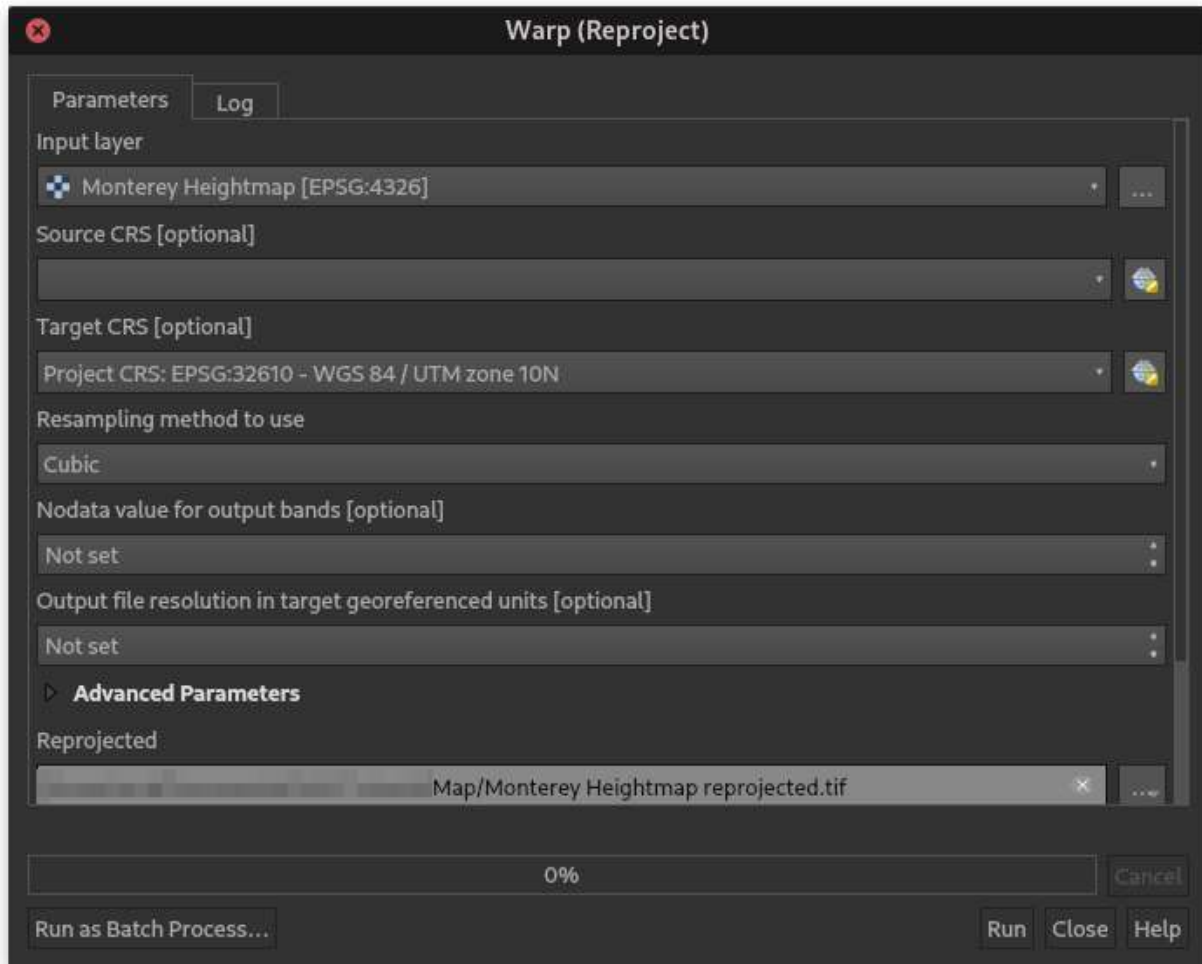 Warp (Reproject)
Parameters
Log
Input layer
Monterey Heightmap [EPSG:4326]
...
Source CRS [optional]
Target CRS [optional]
Project CRS: EPSG:32610 - WGS 84 / UTM zone 10N
Resampling method to use
Cubic
Nodata value for output bands [optional]
Not set
Output file resolution in target georeferenced units [optional]
Not set
Advanced Parameters
Reprojected
Map/Monterey Heightmap reprojected.tif
...
0%
Cancel
Run as Batch Process...
Run
Close
Help